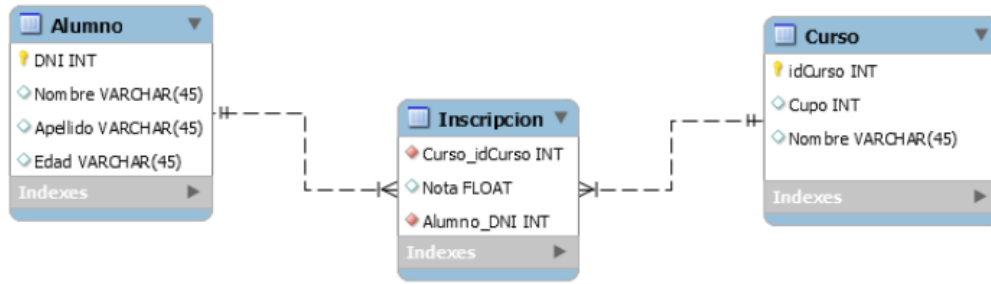 Alumno
DNI INT
Nombre VARCHAR(45)
Apellido VARCHAR(45)
Edad VARCHAR(45)
Indexes
Inscripcion
Curso_idCurso INT
Nota FLOAT
Alumno_DNI INT
Indexes
Curso
idCurso INT
Cupo INT
Nombre VARCHAR(45)
Indexes